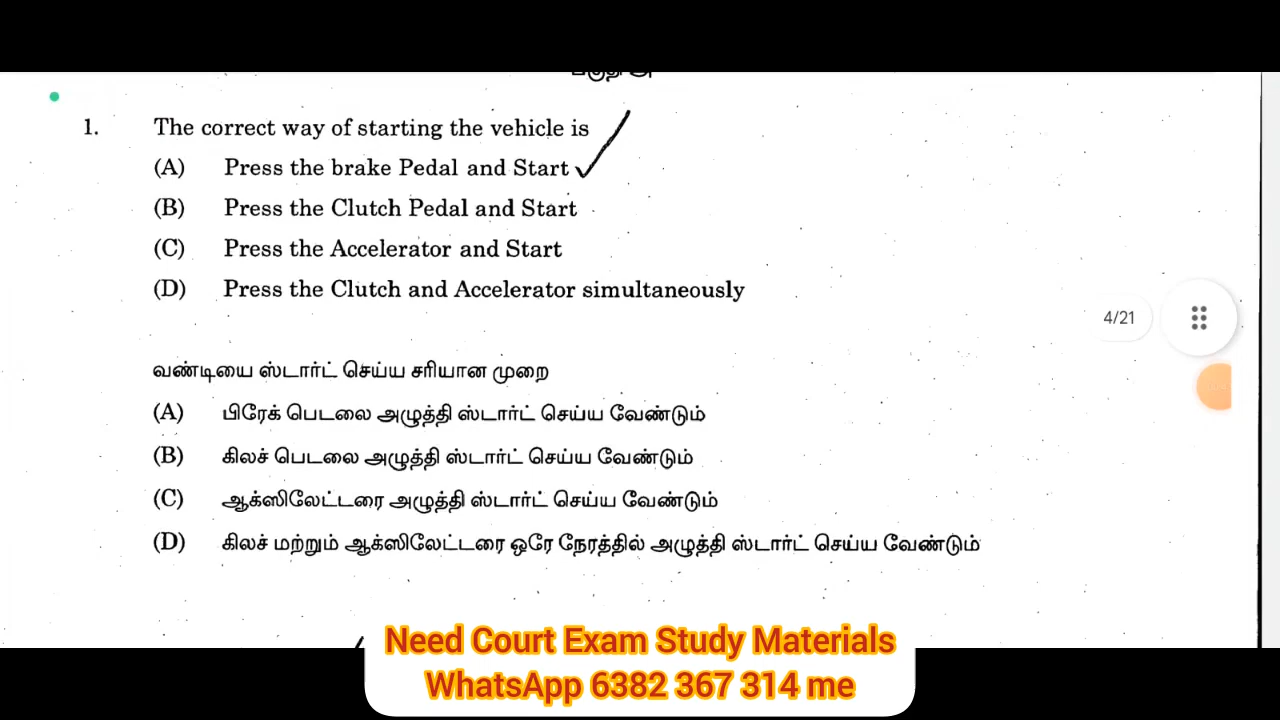 பகுதி அ
1. The correct way of starting the vehicle is
(A) Press the brake Pedal and Start
(B) Press the Clutch Pedal and Start
(C) Press the Accelerator and Start
(D) Press the Clutch and Accelerator simultaneously
4/21
வண்டியை ஸ்டார்ட் செய்ய சரியான முறை
(A) பிரேக் பெடலை அழுத்தி ஸ்டார்ட் செய்ய வேண்டும்
(B) கிலச் பெடலை அழுத்தி ஸ்டார்ட் செய்ய வேண்டும்
(C) ஆக்ஸிலேட்டரை அழுத்தி ஸ்டார்ட் செய்ய வேண்டும்
(D) கிலச் மற்றும் ஆக்ஸிலேட்டரை ஒரே நேரத்தில் அழுத்தி ஸ்டார்ட் செய்ய வேண்டும்
Need Court Exam Study Materials
WhatsApp 6382 367 314 me